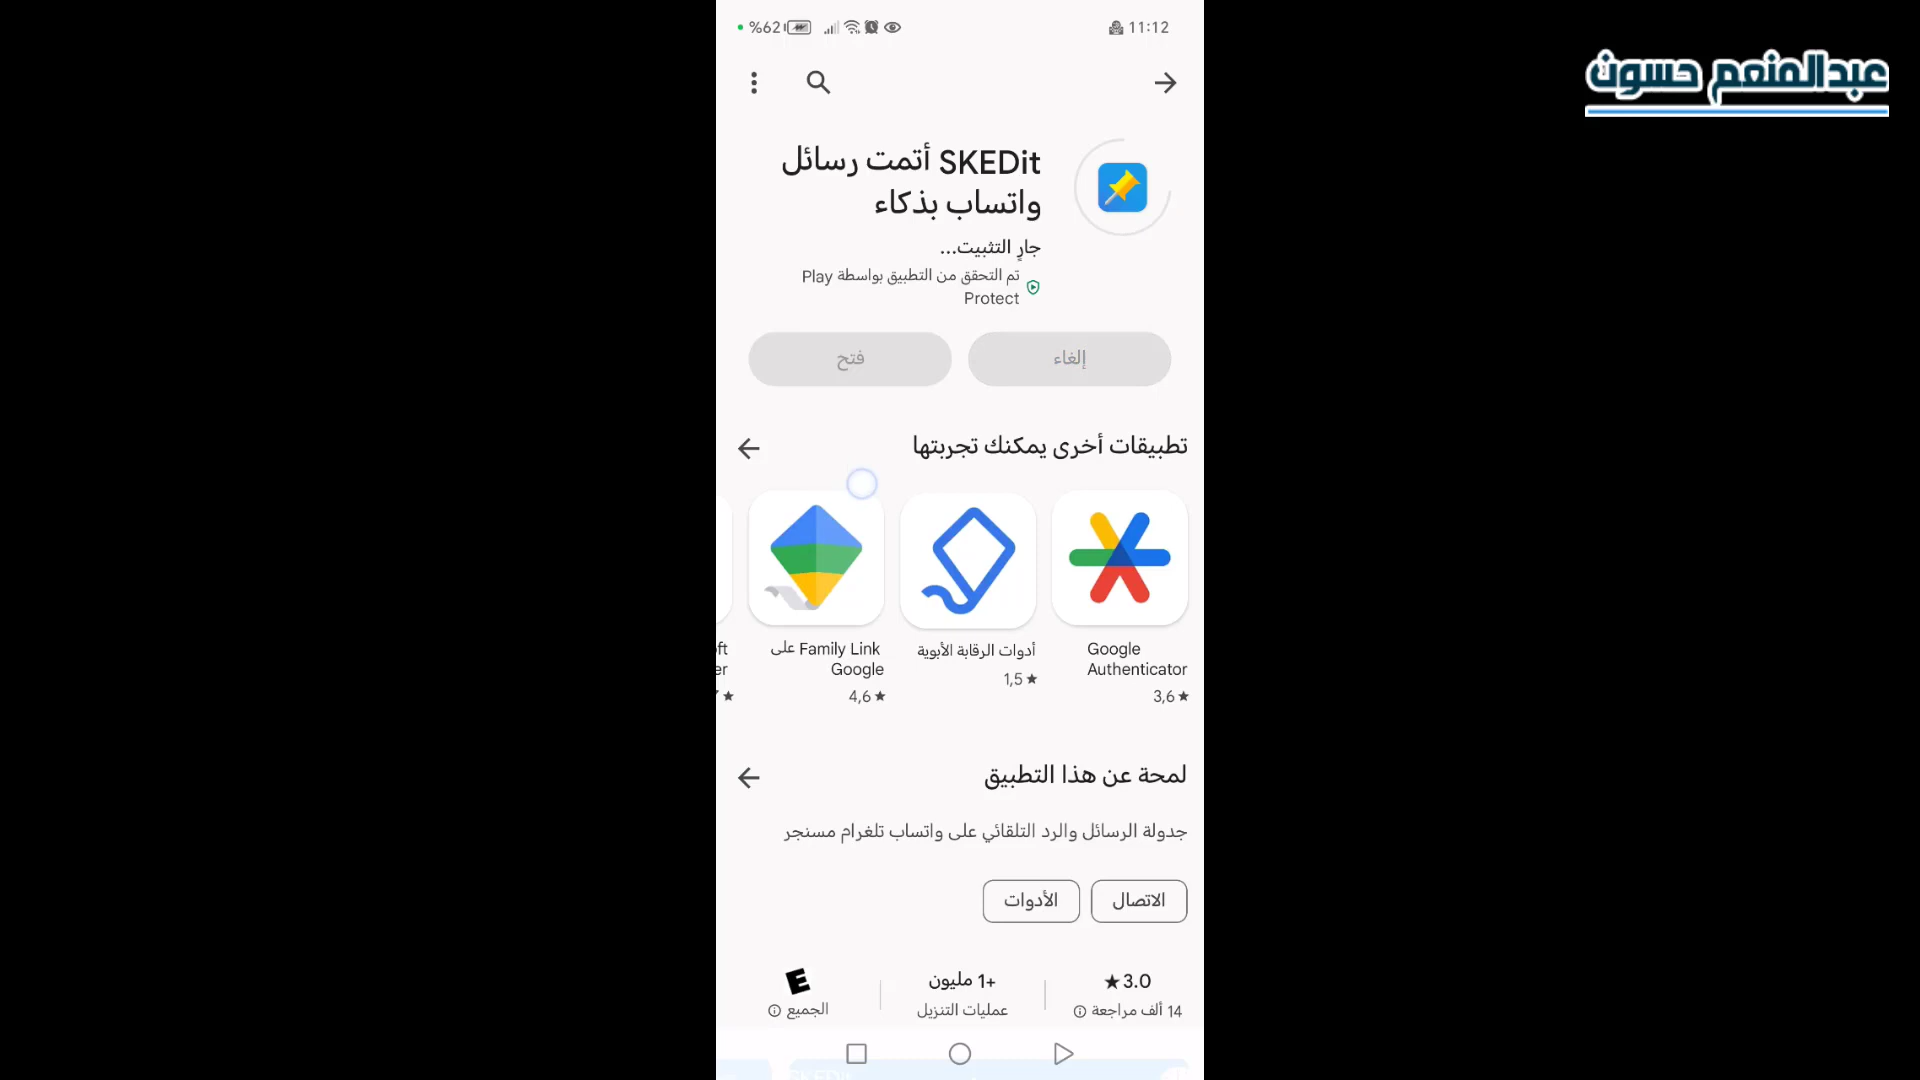 11:12
%62
عبدالمنعم حسون
SKEDit أتمت رسائل
واتساب بذكاء
جارٍ التثبيت...
تم التحقق من التطبيق بواسطة Play
Protect
إلغاء
فتح
تطبيقات أخرى يمكنك تجربتها
Google
Authenticator
3,6★
أدوات الرقابة الأبوية
1,5★
Family Link على
Google
4,6★
لمحة عن هذا التطبيق
جدولة الرسائل والرد التلقائي على واتساب تلغرام مسنجر
الاتصال
الأدوات
3.0★
14 ألف مراجعة
+1 مليون
عمليات التنزيل
E
الجميع